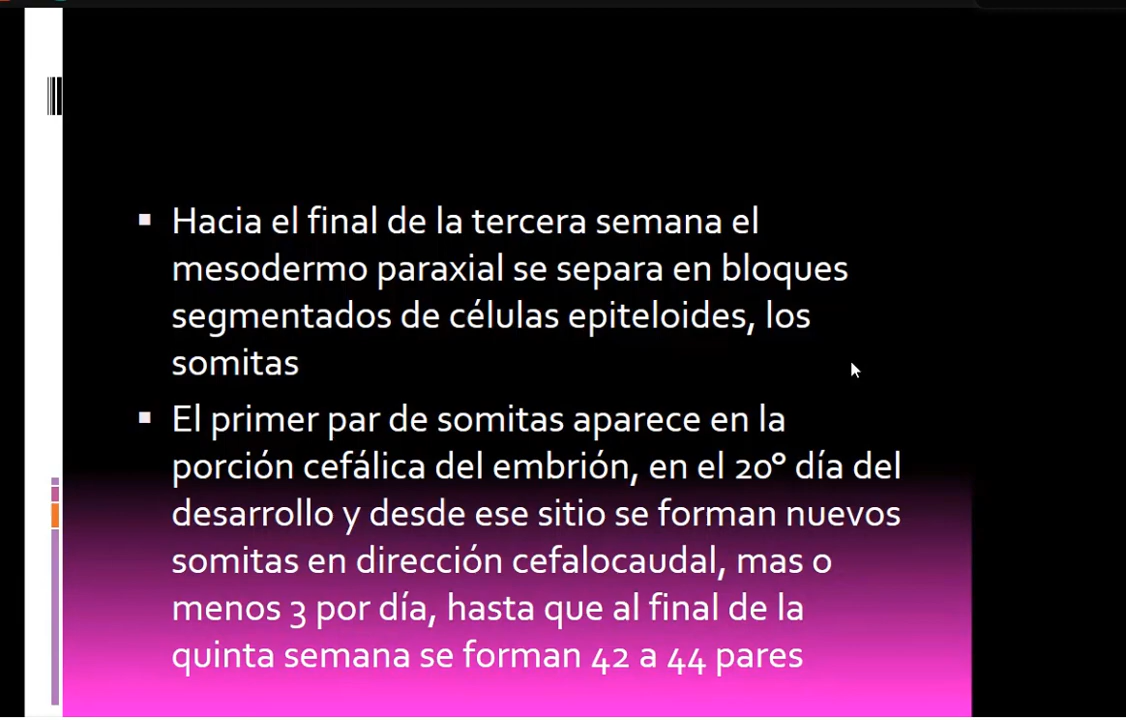 Hacia el final de la tercera semana el
mesodermo paraxial se separa en bloques
segmentados de células epiteloides, los
somitas
El primer par de somitas aparece en la
porción cefálica del embrión, en el 20º día del
desarrollo y desde ese sitio se forman nuevos
somitas en dirección cefalocaudal, mas o
menos 3 por día, hasta que al final de la
quinta semana se forman 42 a 44 pares